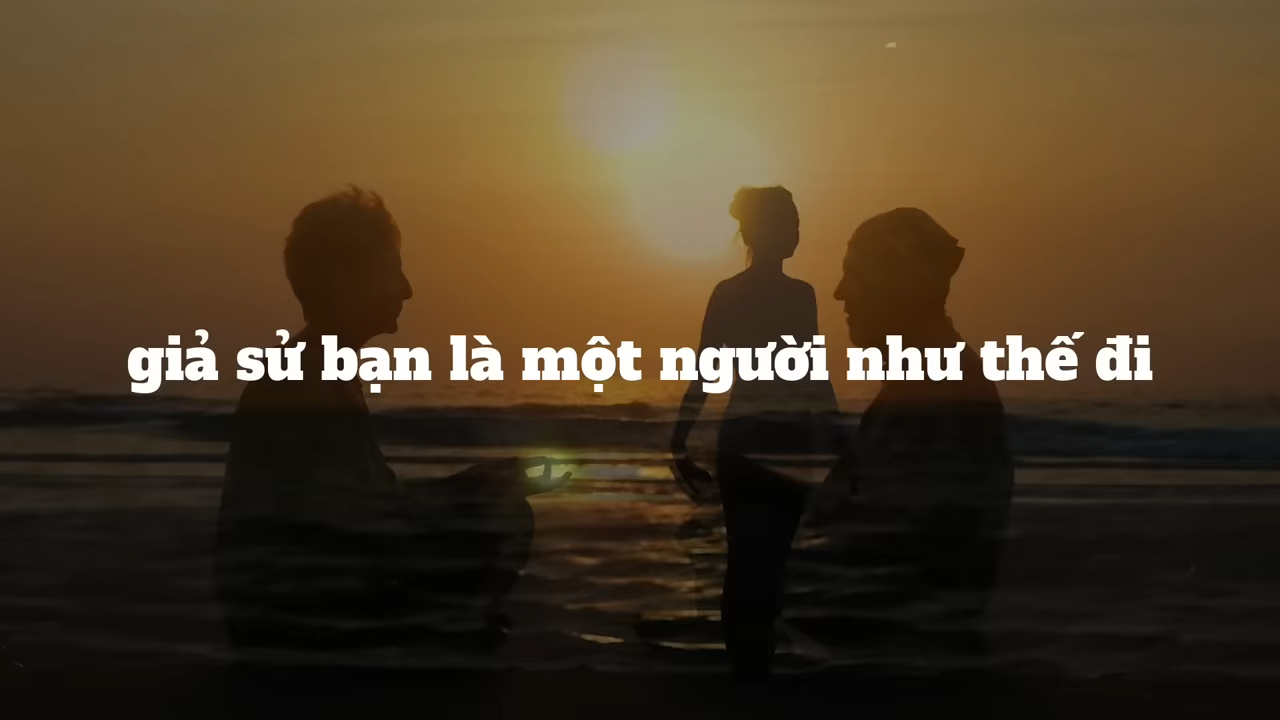 giả sử bạn là một người như thế đi